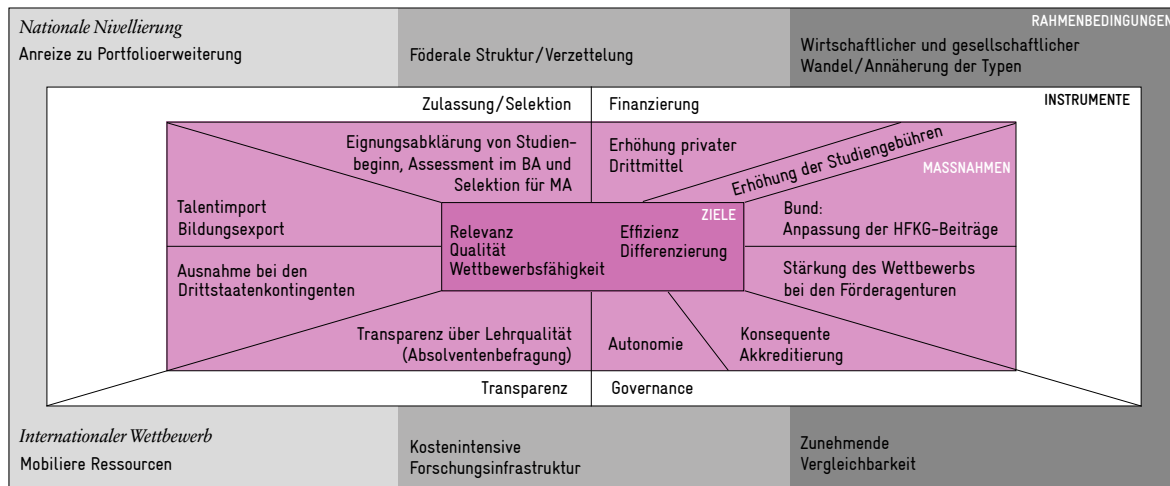 Nationale Nivellierung
Anreize zu Portfolioerweiterung
Föderale Struktur/Verzettelung
RAHMENBEDINGUNGEN
Wirtschaftlicher und gesellschaftlicher
Wandel/Annäherung der Typen
Zulassung/Selektion
Finanzierung
INSTRUMENTE
Eignungsabklärung von Studien-
beginn, Assessment im BA und
Selektion für MA
Erhöhung privater
Drittmittel
Erhöhung der Studiengebühren
MASSNAHMEN
Talentimport
Bildungsexport
ZIELE
Relevanz
Qualität
Wettbewerbsfähigkeit
Effizienz
Differenzierung
Bund:
Anpassung der HFKG-Beiträge
Ausnahme bei den
Drittstaatenkontingenten
Stärkung des Wettbewerbs
bei den Förderagenturen
Transparenz über Lehrqualität
(Absolventenbefragung)
Autonomie
Konsequente
Akkreditierung
Transparenz
Governance
Internationaler Wettbewerb
Mobiliere Ressourcen
Kostenintensive
Forschungsinfrastruktur
Zunehmende
Vergleichbarkeit